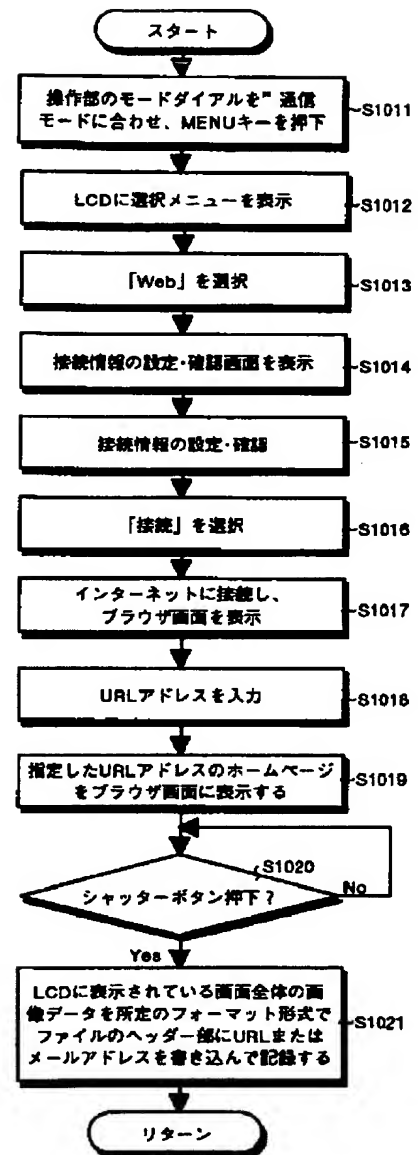 スタート
操作部のモードダイアルを"通信
モードに合わせ、MENUキーを押下
S1011
LCDに選択メニューを表示
S1012
「Web」を選択
S1013
接続情報の設定・確認画面を表示
S1014
接続情報の設定・確認
S1015
「接続」を選択
S1016
インターネットに接続し、
ブラウザ画面を表示
S1017
URLアドレスを入力
S1018
指定したURLアドレスのホームページ
をブラウザ画面に表示する
S1019
S1020
シャッターボタン押下？
No
Yes
LCDに表示されている画面全体の画
像データを所定のフォーマット形式で
ファイルのヘッダー部にURLまたは
メールアドレスを書き込んで記録する
S1021
リターン